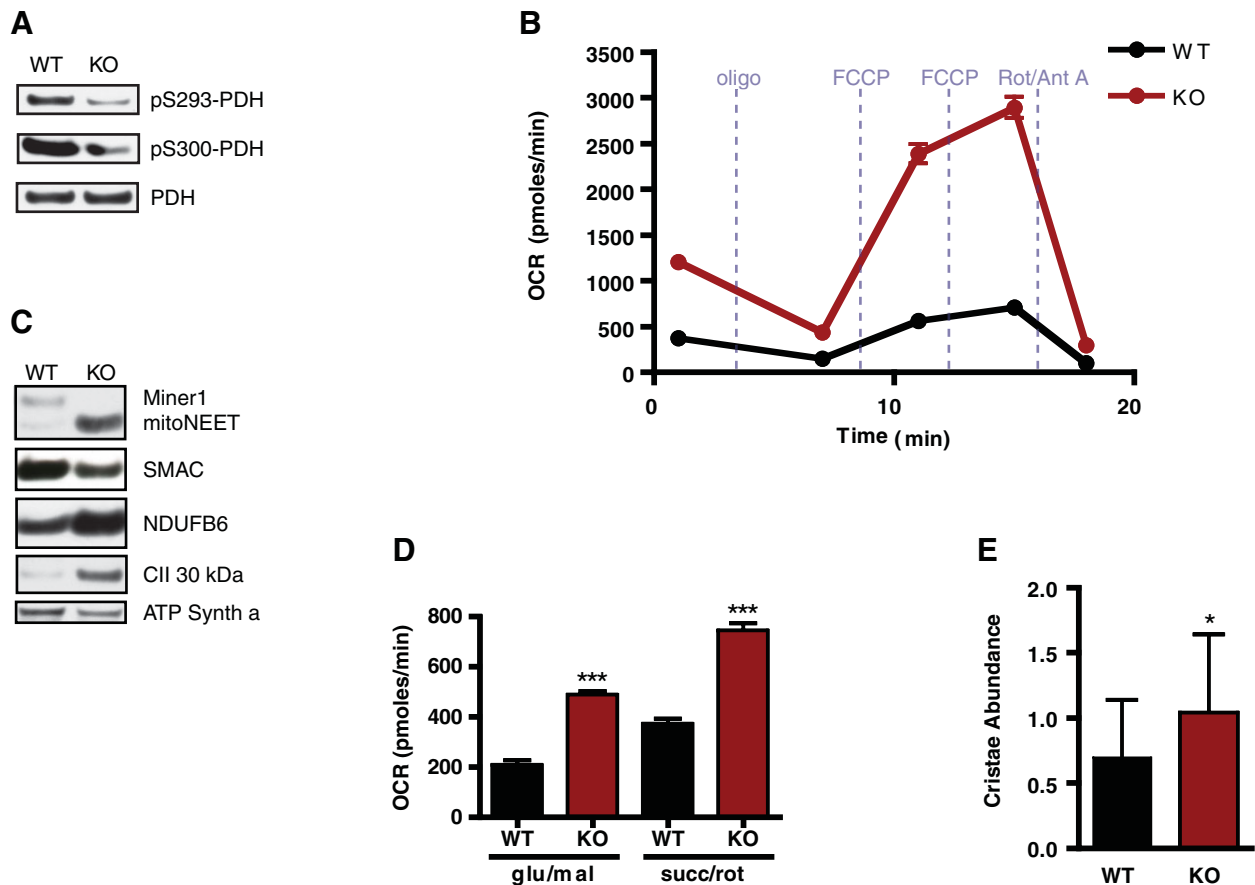 A
WT KO
pS293-PDH
pS300-PDH
PDH
B
3500
3000
2500
2000
1500
1000
500
0
OCR (pmoles/min)
oligo FCCP FCCP Rot/Ant A
WT
KO
0 10 20
Time (min)
C
WT KO
Miner1
mitoNEET
SMAC
NDUFB6
CII 30 kDa
ATP Synth a
D
800
600
400
200
0
OCR (pmoles/min)
*** ***
WT KO WT KO
glu/mal succ/rot
E
2.0
1.5
1.0
0.5
0.0
Cristae Abundance
*
WT KO